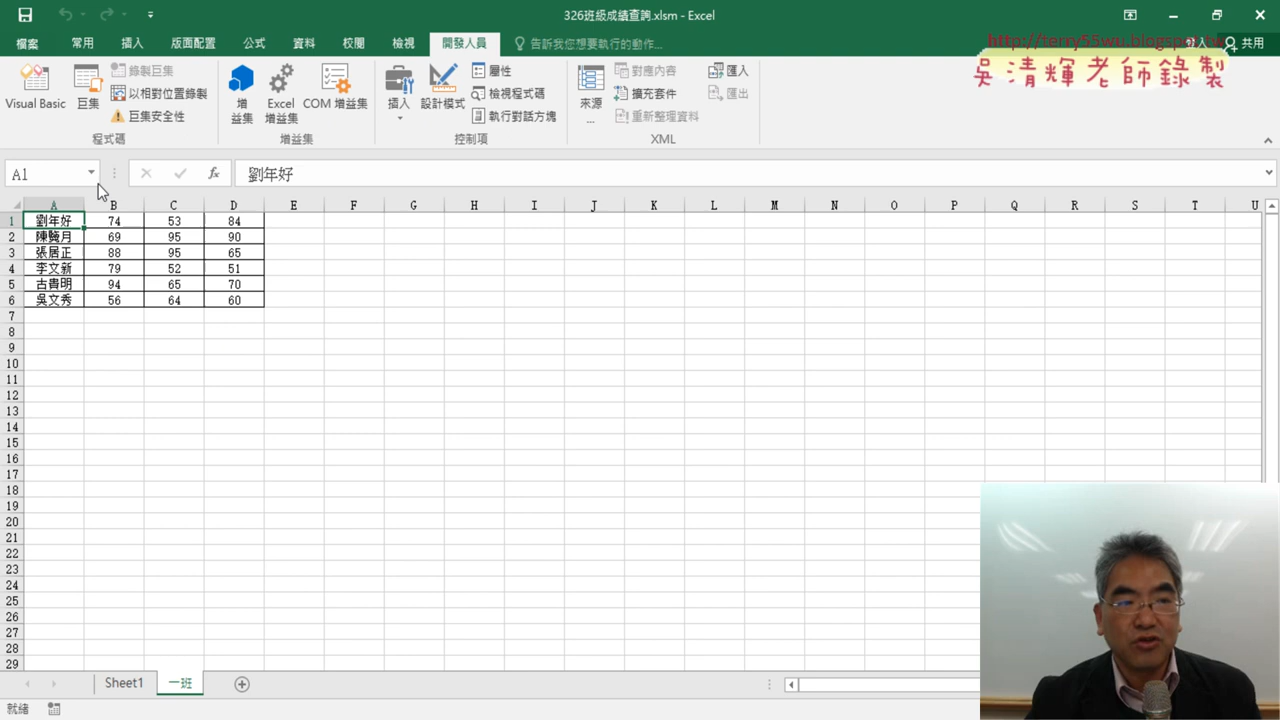 326班級成績查詢.xlsm - Excel
檔案 常用 插入 版面配置 公式 資料 校閱 檢視 開發人員 告訴我您想要執行的動作... 共用
http://terry55wu.blogspot.tw
吳清輝老師錄製
Visual Basic 巨集 錄製巨集 以相對位置錄製 巨集安全性 程式碼
增益集 Excel 增益集 COM 增益集 增益集
插入 設計模式 屬性 檢視程式碼 執行對話方塊 控制項
來源... 對應內容 擴充套件 重新整理資料 匯入 匯出 XML
A1 fx 劉年好
A B C D E F G H I J K L M N O P Q R S T U
1 劉年好 74 53 84
2 69 95 90
3 張居正 88 95 65
4 李文新 79 52 51
5 古貴明 94 65 70
6 吳文秀 56 64 60
7
8
9
10
11
12
13
14
15
16
17
18
19
20
21
22
23
24
25
26
27
28
29
Sheet1 一班
就緒